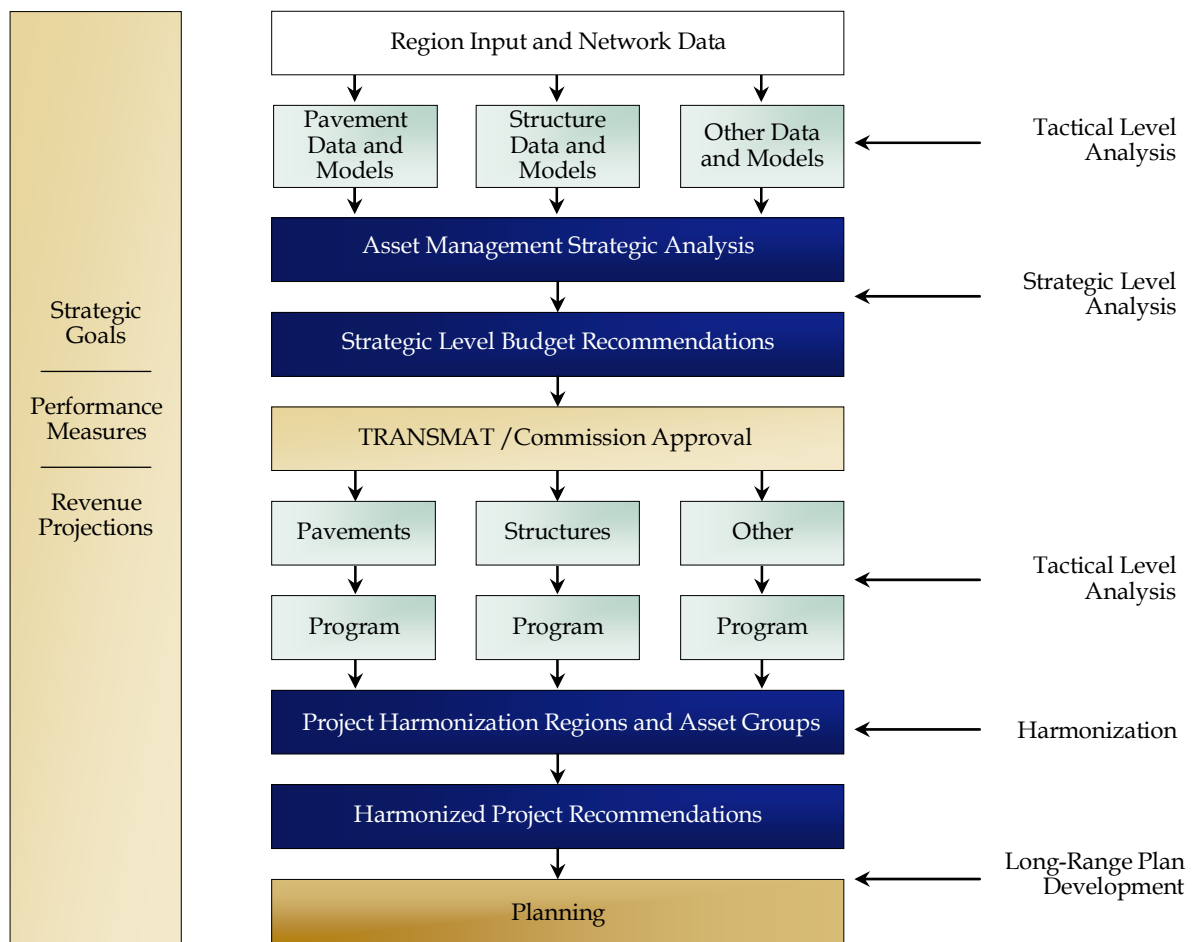 Strategic
Goals
Performance
Measures
Revenue
Projections
Region Input and Network Data
Pavement
Data and
Models
Structure
Data and
Models
Other Data
and Models
Tactical Level
Analysis
Asset Management Strategic Analysis
Strategic Level
Analysis
Strategic Level Budget Recommendations
TRANSMAT /Commission Approval
Pavements
Structures
Other
Tactical Level
Analysis
Program
Program
Program
Project Harmonization Regions and Asset Groups
Harmonization
Harmonized Project Recommendations
Long-Range Plan
Development
Planning